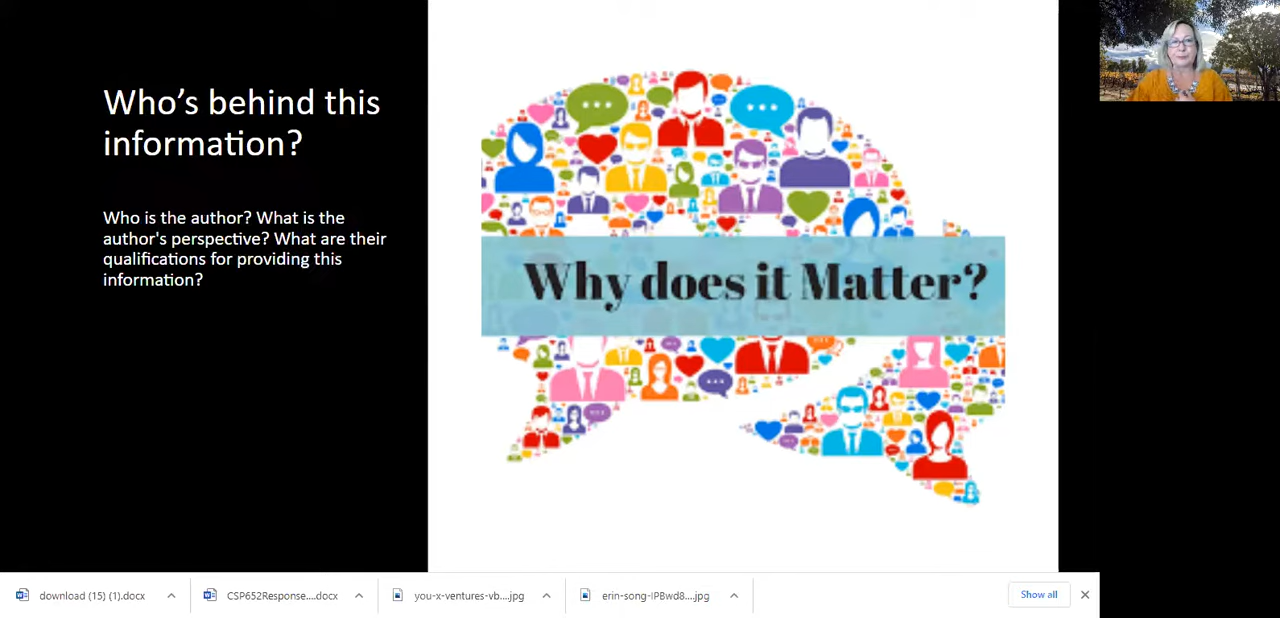 Who’s behind this
information?
Who is the author? What is the
author's perspective? What are their
qualifications for providing this
information?
Why does it Matter?
download (15) (1).docx
CSP652Response....docx
you-x-ventures-vb....jpg
erin-song-IPBwd8....jpg
Show all